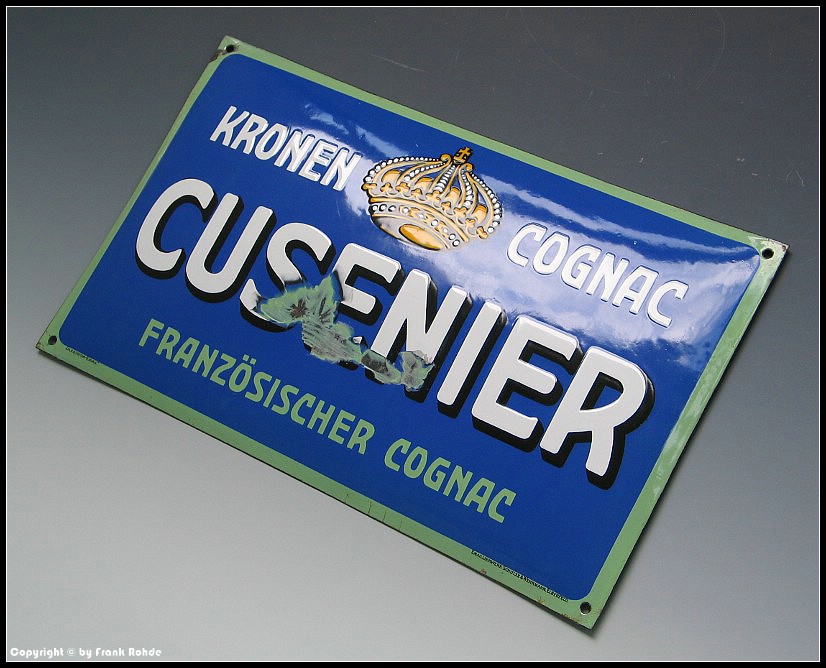 KRONEN COGNAC
CUSENIER
FRANZÖSISCHER COGNAC
Copyright © by Frank Rohde